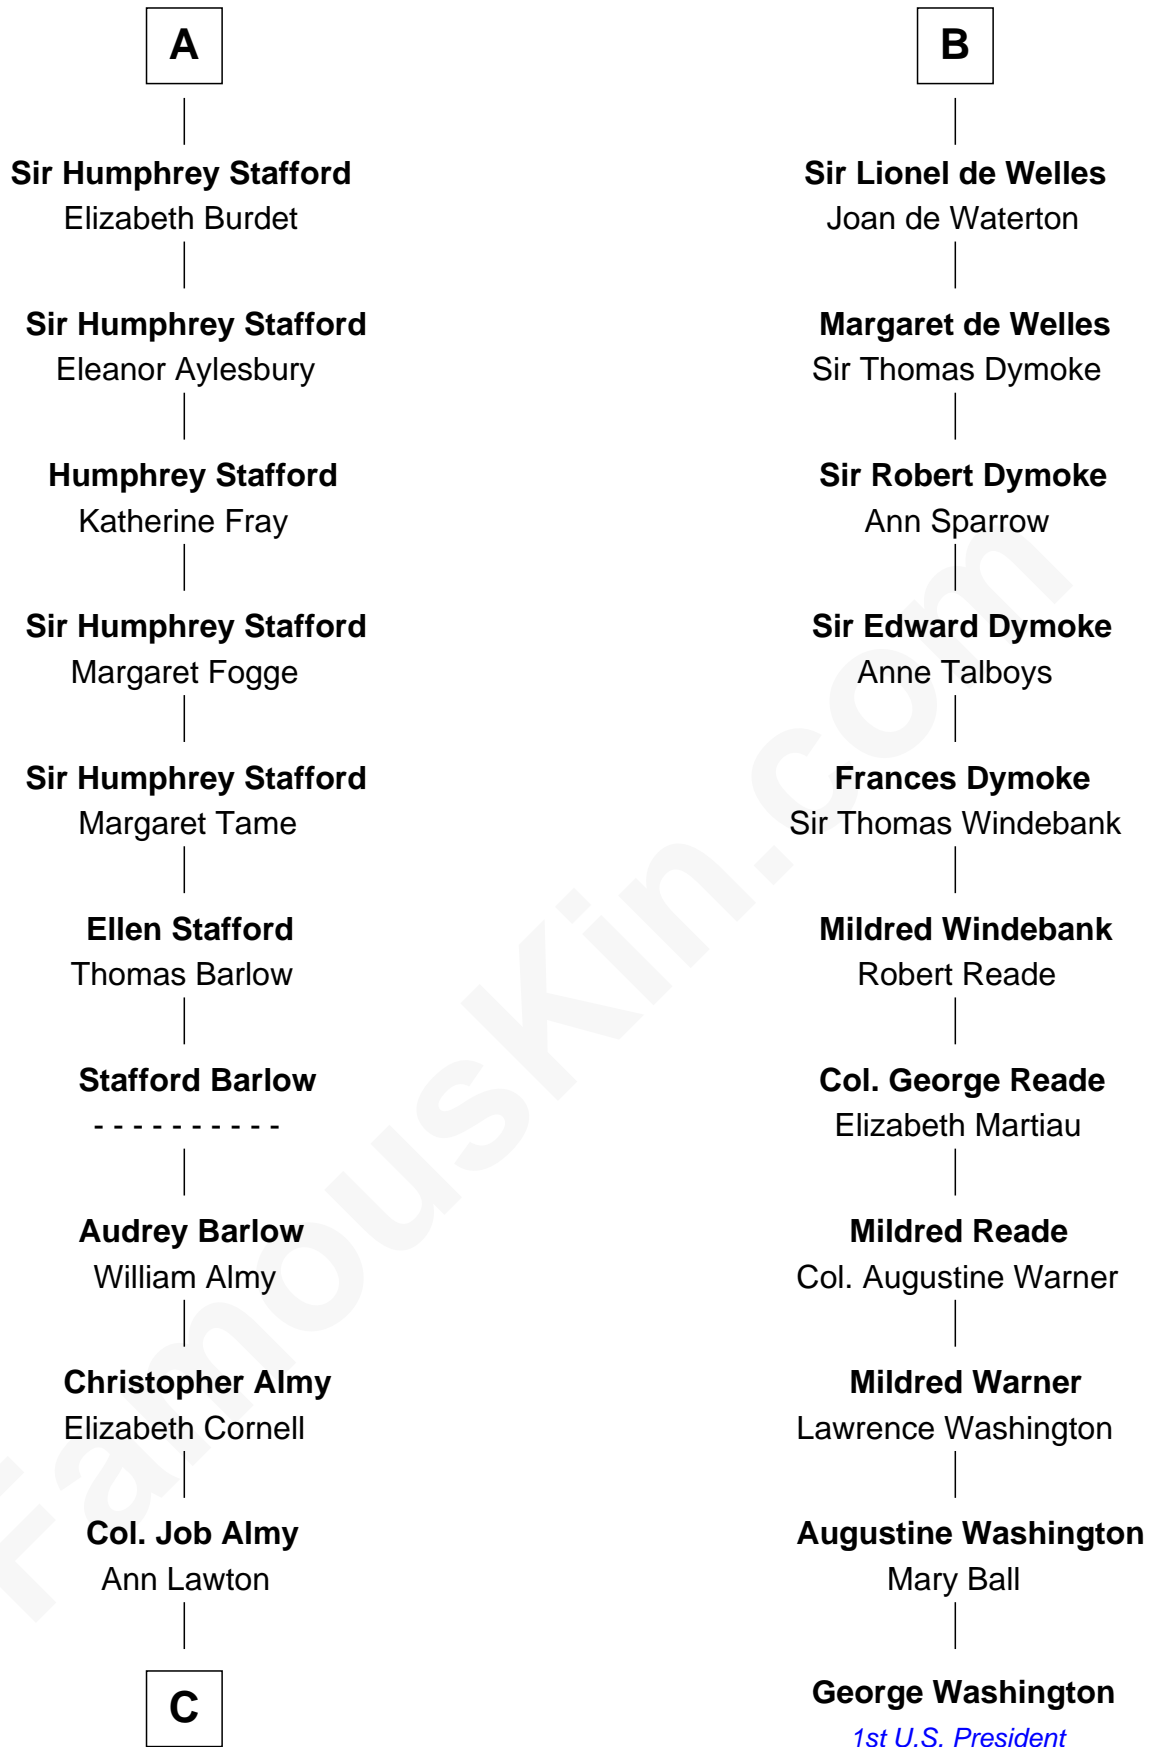 A
Sir Humphrey Stafford
Elizabeth Burdet
Sir Humphrey Stafford
Eleanor Aylesbury
Humphrey Stafford
Katherine Fray
Sir Humphrey Stafford
Margaret Fogge
Sir Humphrey Stafford
Margaret Tame
Ellen Stafford
Thomas Barlow
Stafford Barlow
- - - - - - - - - -
Audrey Barlow
William Almy
Christopher Almy
Elizabeth Cornell
Col. Job Almy
Ann Lawton
C
B
Sir Lionel de Welles
Joan de Waterton
Margaret de Welles
Sir Thomas Dymoke
Sir Robert Dymoke
Ann Sparrow
Sir Edward Dymoke
Anne Talboys
Frances Dymoke
Sir Thomas Windebank
Mildred Windebank
Robert Reade
Col. George Reade
Elizabeth Martiau
Mildred Reade
Col. Augustine Warner
Mildred Warner
Lawrence Washington
Augustine Washington
Mary Ball
George Washington
1st U.S. President
FamousKin.com